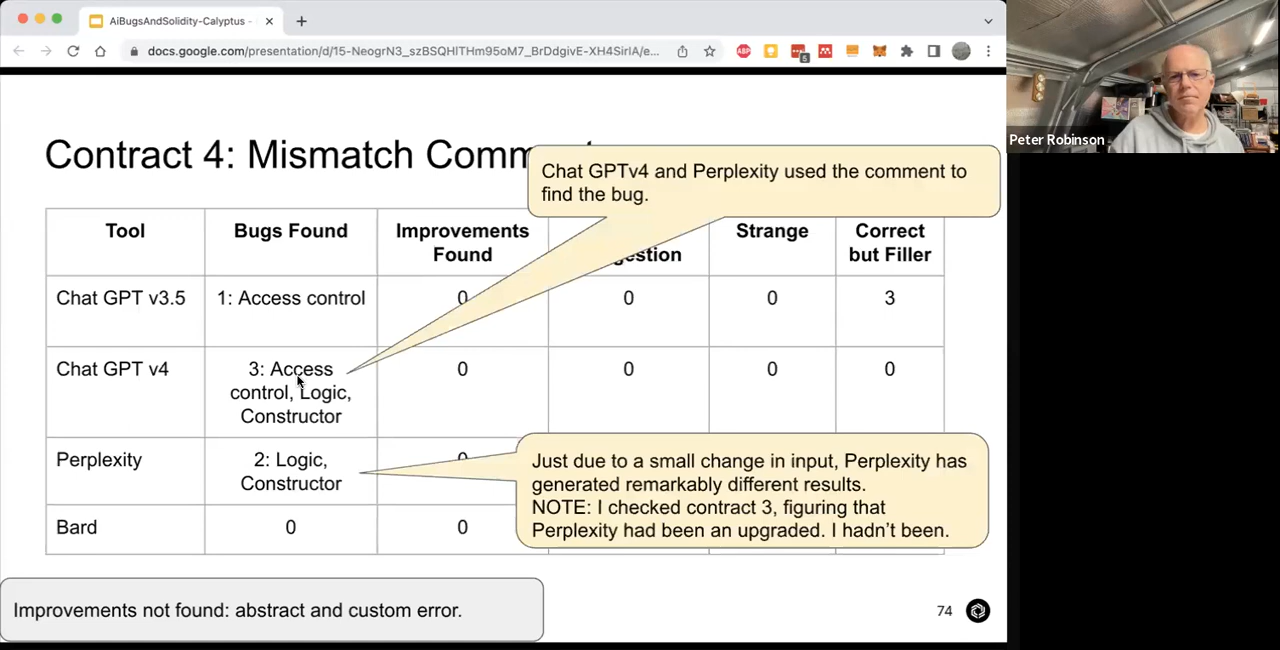 AiBugsAndSolidity-Calyptus -
docs.google.com/presentation/d/15-NeogrN3_szBSQHlTHm95oM7_BrDdgivE-XH4SirIA/e...
ABP
5
Peter Robinson
Contract 4: Mismatch Comm
Chat GPTv4 and Perplexity used the comment to
find the bug.
Tool
Bugs Found
Improvements
Found
gestion
Strange
Correct
but Filler
Chat GPT v3.5
1: Access control
0
0
0
3
Chat GPT v4
3: Access
control, Logic,
Constructor
0
0
0
0
Perplexity
2: Logic,
Constructor
0
Just due to a small change in input, Perplexity has
generated remarkably different results.
NOTE: I checked contract 3, figuring that
Perplexity had been an upgraded. I hadn't been.
Bard
0
0
Improvements not found: abstract and custom error.
74